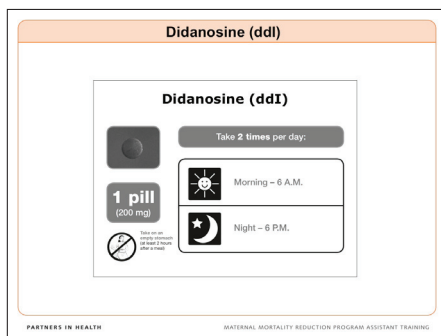 Didanosine (ddI)
Didanosine (ddI)
Take 2 times per day:
Morning – 6 A.M.
1 pill
(200 mg)
Night – 6 P.M.
Take on an
empty stomach
(at least 2 hours
after a meal)
PARTNERS IN HEALTH
MATERNAL MORTALITY REDUCTION PROGRAM ASSISTANT TRAINING